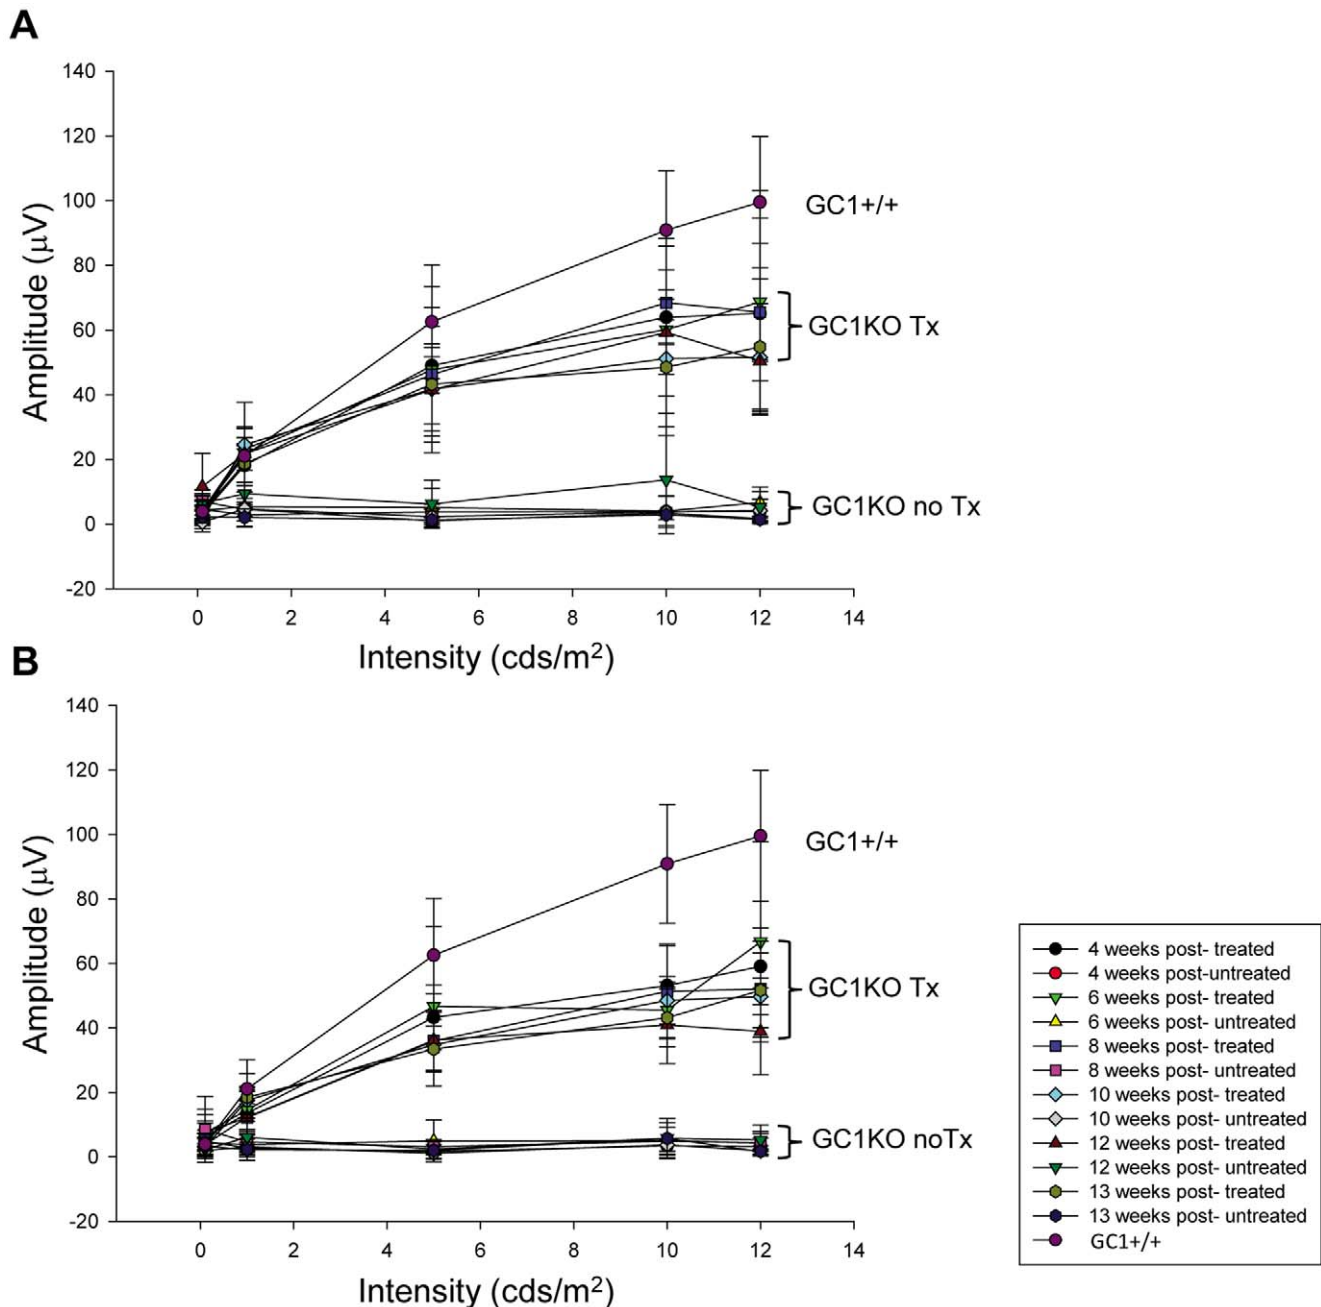 A
140
120
100
80
60
40
20
0
-20
Amplitude (μV)
GC1+/+
GC1KO Tx
GC1KO no Tx
0 2 4 6 8 10 12 14
Intensity (cds/m²)
B
140
120
100
80
60
40
20
0
-20
Amplitude (μV)
GC1+/+
GC1KO Tx
GC1KO noTx
0 2 4 6 8 10 12 14
Intensity (cds/m²)
4 weeks post- treated
4 weeks post-untreated
6 weeks post- treated
6 weeks post- untreated
8 weeks post- treated
8 weeks post- untreated
10 weeks post- treated
10 weeks post- untreated
12 weeks post- treated
12 weeks post- untreated
13 weeks post- treated
13 weeks post- untreated
GC1+/+